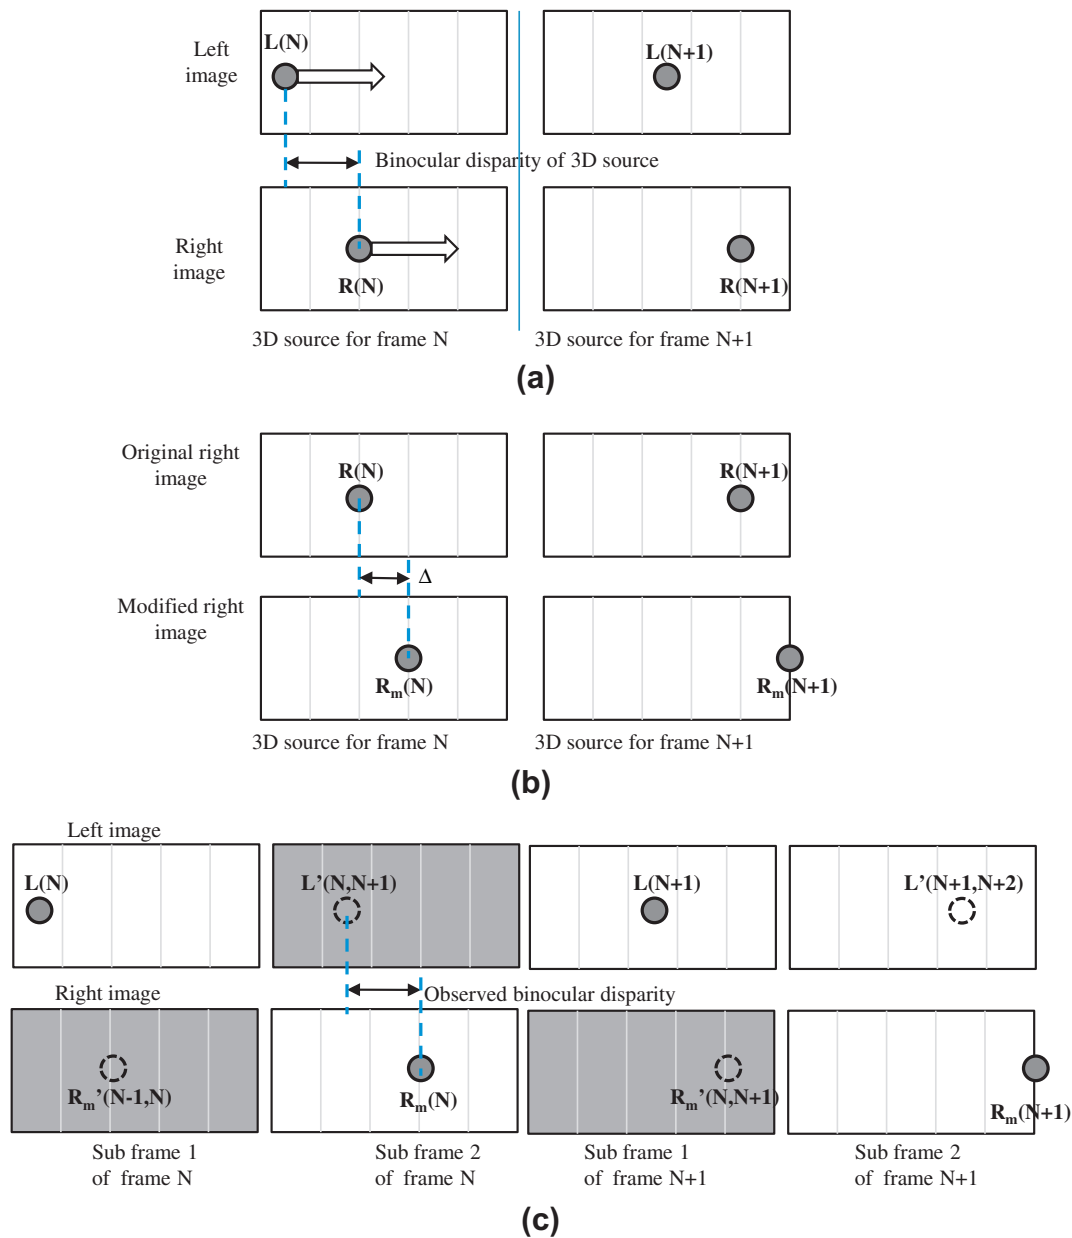 Left
image
L(N)
L(N+1)
Binocular disparity of 3D source
Right
image
R(N)
R(N+1)
3D source for frame N
3D source for frame N+1
(a)
Original right
image
R(N)
R(N+1)
Δ
Modified right
image
Rm(N)
Rm(N+1)
3D source for frame N
3D source for frame N+1
(b)
Left image
L(N)
L’(N,N+1)
L(N+1)
L’(N+1,N+2)
Right image
Observed binocular disparity
Rm’(N-1,N)
Rm(N)
Rm’(N,N+1)
Rm(N+1)
Sub frame 1
of frame N
Sub frame 2
of frame N
Sub frame 1
of frame N+1
Sub frame 2
of frame N+1
(c)